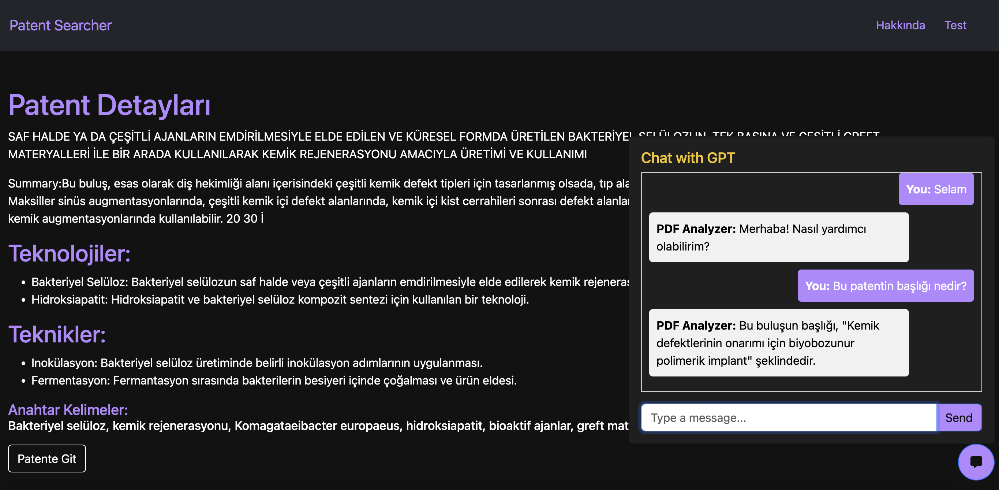 Patent Searcher
Hakkında Test
Patent Detayları
SAF HALDE YA DA ÇEŞİTLİ AJANLARIN EMDİRİLMESİYLE ELDE EDİLEN VE KÜRESEL FORMDA ÜRETİLEN BAKTERİYEL SELÜLOZUN, TEK BAŞINA VE ÇEŞİTLİ GREFT
MATERYALLERİ İLE BİR ARADA KULLANILARAK KEMİK REJENERASYONU AMACIYLA ÜRETİMİ VE KULLANIMI
Summary:Bu buluş, esas olarak diş hekimliği alanı içerisindeki çeşitli kemik defekt tipleri için tasarlanmış olsada, tıp
Maksiller sinüs augmentasyonlarında, çeşitli kemik içi defekt alanlarında, kemik içi kist cerrahileri sonrası defekt
kemik augmentasyonlarında kullanılabilir. 20 30 İ
Teknolojiler:
• Bakteriyel Selüloz: Bakteriyel selülozun saf halde veya çeşitli ajanların emdirilmesiyle elde edilerek kemik
• Hidroksiapatit: Hidroksiapatit ve bakteriyel selüloz kompozit sentezi için kullanılan bir teknoloji.
Teknikler:
• Inokülasyon: Bakteriyel selüloz üretiminde belirli inokülasyon adımlarının uygulanması.
• Fermentasyon: Fermantasyon sırasında bakterilerin besiyeri içinde çoğalması ve ürün eldesi.
Anahtar Kelimeler:
Bakteriyel selüloz, kemik rejenerasyonu, Komagataeibacter europaeus, hidroksiapatit, bioaktif ajanlar, greft
Patente Git
Chat with GPT
You: Selam
PDF Analyzer: Merhaba! Nasıl yardımcı
olabilirim?
You: Bu patentin başlığı nedir?
PDF Analyzer: Bu buluşun başlığı, "Kemik
defektlerinin onarımı için biyobozunur
polimerik implant" şeklindedir.
Type a message...
Send